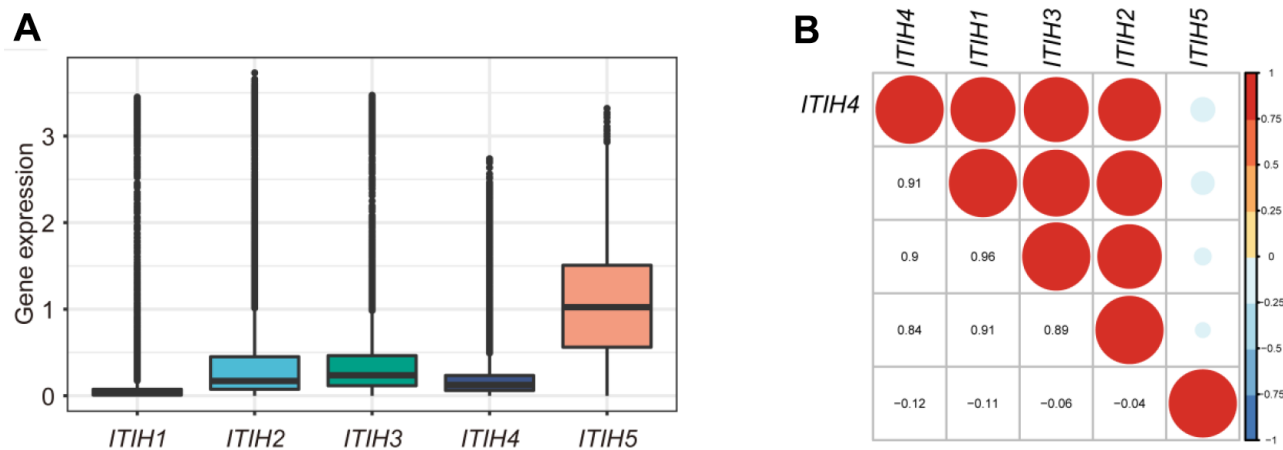 A
Gene expression
3
2
1
0
ITIH1 ITIH2 ITIH3 ITIH4 ITIH5
B
ITIH4 ITIH1 ITIH3 ITIH2 ITIH5
ITIH4
0.91
0.9 0.96
0.84 0.91 0.89
−0.12 −0.11 −0.06 −0.04
1
0.75
0.5
0.25
0
−0.25
−0.5
−0.75
−1